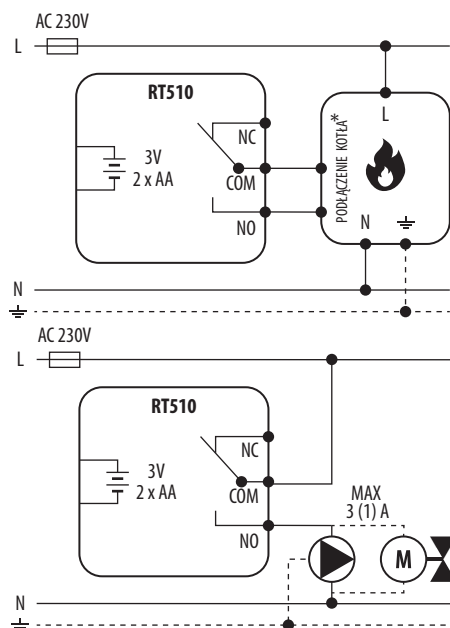 AC 230V
L
RT510
NC
3V
2 x AA
COM
NO
L
PODŁĄCZENIE KOTŁA*
N
N
AC 230V
L
RT510
NC
3V
2 x AA
COM
NO
MAX
3 (1) A
M
N